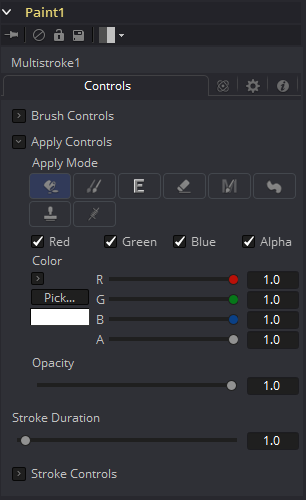 Paint1
Multistroke1
Controls
Brush Controls
Apply Controls
Apply Mode
E M
Red Green Blue Alpha
Color
R 1.0
Pick... G 1.0
B 1.0
A 1.0
Opacity
1.0
Stroke Duration
1.0
Stroke Controls